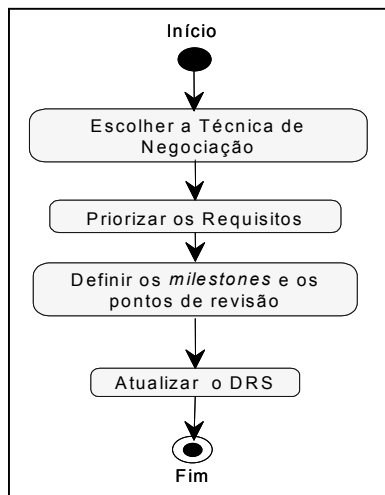 Início
Escolher a Técnica de
Negociação
Priorizar os Requisitos
Definir os milestones e os
pontos de revisão
Atualizar o DRS
Fim